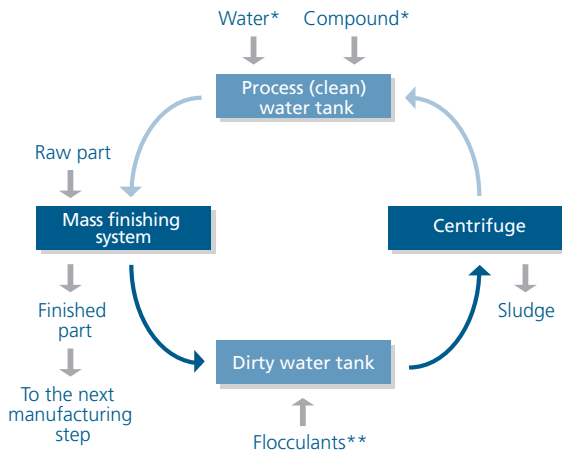 Water*
Compound*
Process (clean)
water tank
Raw part
Mass finishing
system
Centrifuge
Finished
part
Sludge
Dirty water tank
To the next
manufacturing
step
Flocculants**